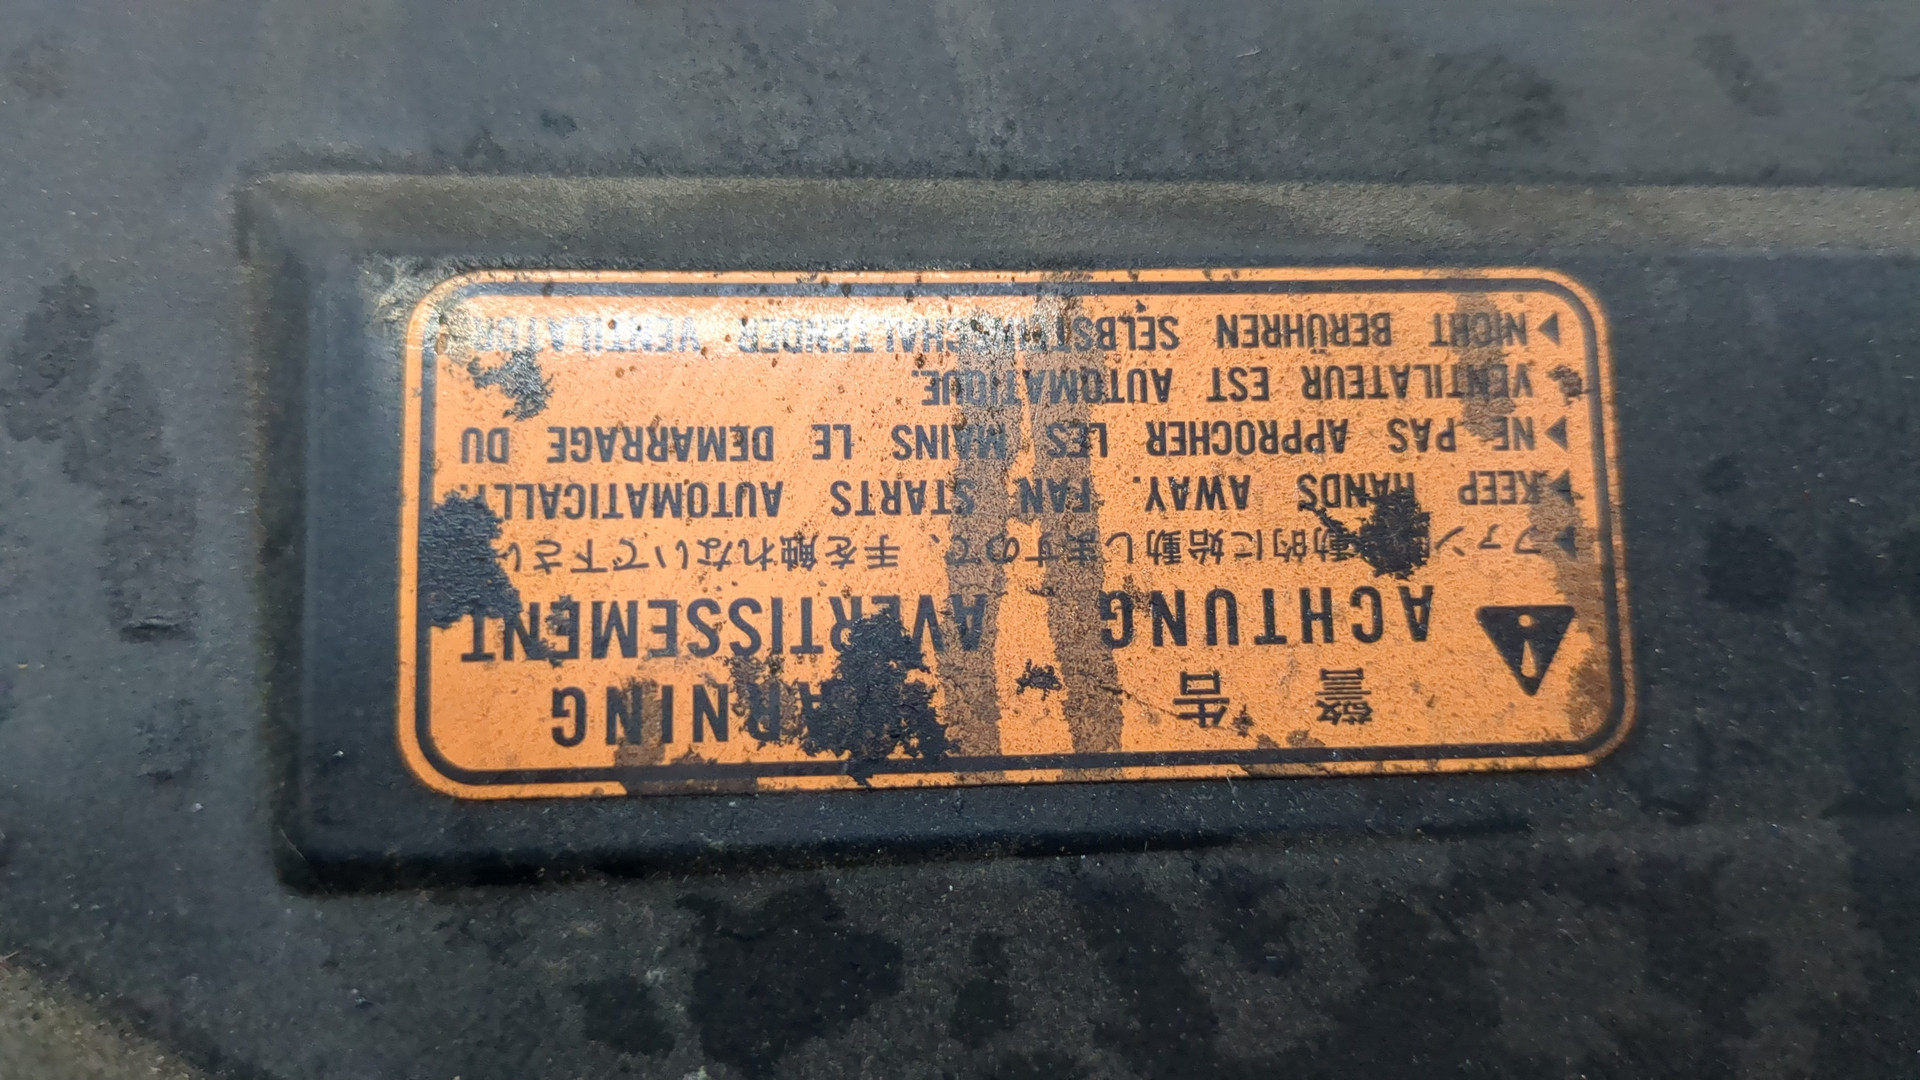 警告 WARNING
ACHTUNG AVERTISSEMENT
▶ファン 動的に始動しますので、手を触れないで下さい
▶KEEP HANDS AWAY. FAN STARTS AUTOMATICALLY.
▶NE PAS APPROCHER LES MAINS LE DEMARRAGE DU
VENTILATEUR EST AUTOMATIQUE.
▶NICHT BERÜHREN SELBSTEINSCHALTENDER VENTILATOR